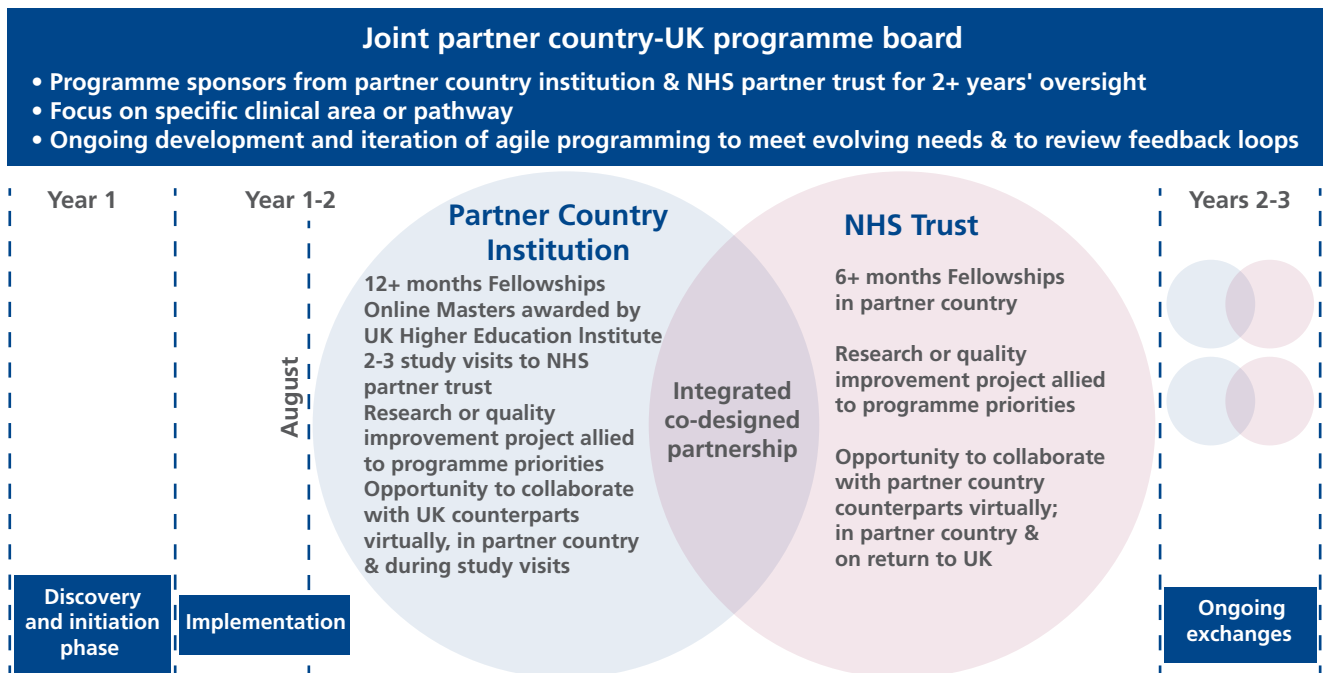 Joint partner country-UK programme board
• Programme sponsors from partner country institution & NHS partner trust for 2+ years' oversight
• Focus on specific clinical area or pathway
• Ongoing development and iteration of agile programming to meet evolving needs & to review feedback loops
Year 1
Year 1-2
Years 2-3
August
Partner Country
Institution
12+ months Fellowships
Online Masters awarded by
UK Higher Education Institute
2-3 study visits to NHS
partner trust
Research or quality
improvement project allied
to programme priorities
Opportunity to collaborate
with UK counterparts
virtually, in partner country
& during study visits
Integrated
co-designed
partnership
NHS Trust
6+ months Fellowships
in partner country
Research or quality
improvement project allied
to programme priorities
Opportunity to collaborate
with partner country
counterparts virtually;
in partner country &
on return to UK
Discovery
and initiation
phase
Implementation
Ongoing
exchanges